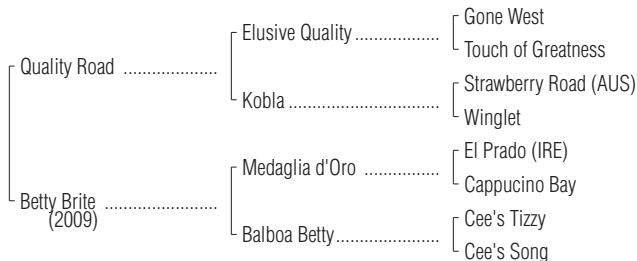 Gone West
Elusive Quality ...................
Touch of Greatness
Quality Road .....................
Strawberry Road (AUS)
Kobla ..................................
Winglet
El Prado (IRE)
Medaglia d'Oro .................
Cappucino Bay
Betty Brite .........................
(2009)
Cee's Tizzy
Balboa Betty.......................
Cee's Song